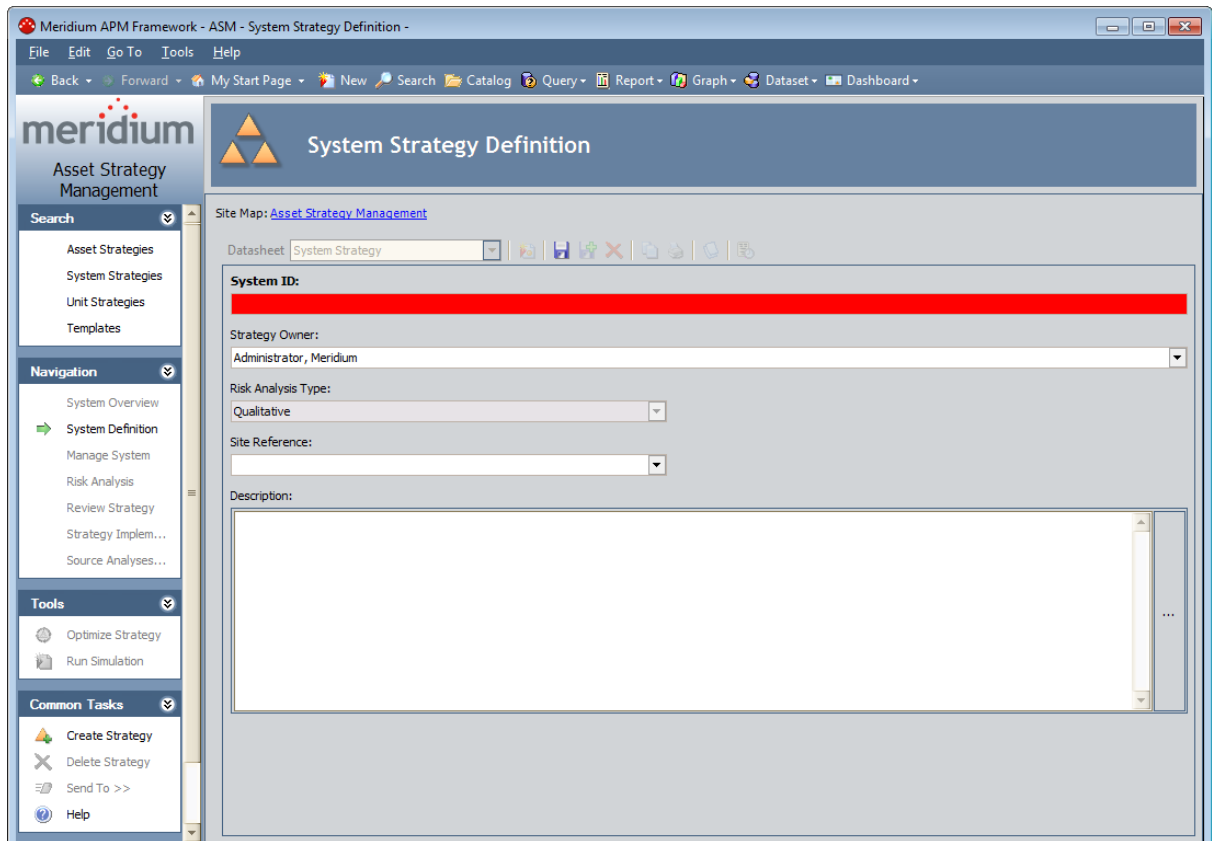 Meridium APM Framework - ASM - System Strategy Definition -
File Edit Go To Tools Help
Back Forward My Start Page New Search Catalog Query Report Graph Dataset Dashboard
meridium
Asset Strategy
Management
System Strategy Definition
Search
Asset Strategies
System Strategies
Unit Strategies
Templates
Navigation
System Overview
System Definition
Manage System
Risk Analysis
Review Strategy
Strategy Implem...
Source Analyses...
Tools
Optimize Strategy
Run Simulation
Common Tasks
Create Strategy
Delete Strategy
Send To >>
Help
Site Map: Asset Strategy Management
Datasheet System Strategy
System ID:
Strategy Owner:
Administrator, Meridium
Risk Analysis Type:
Qualitative
Site Reference:
Description:
...